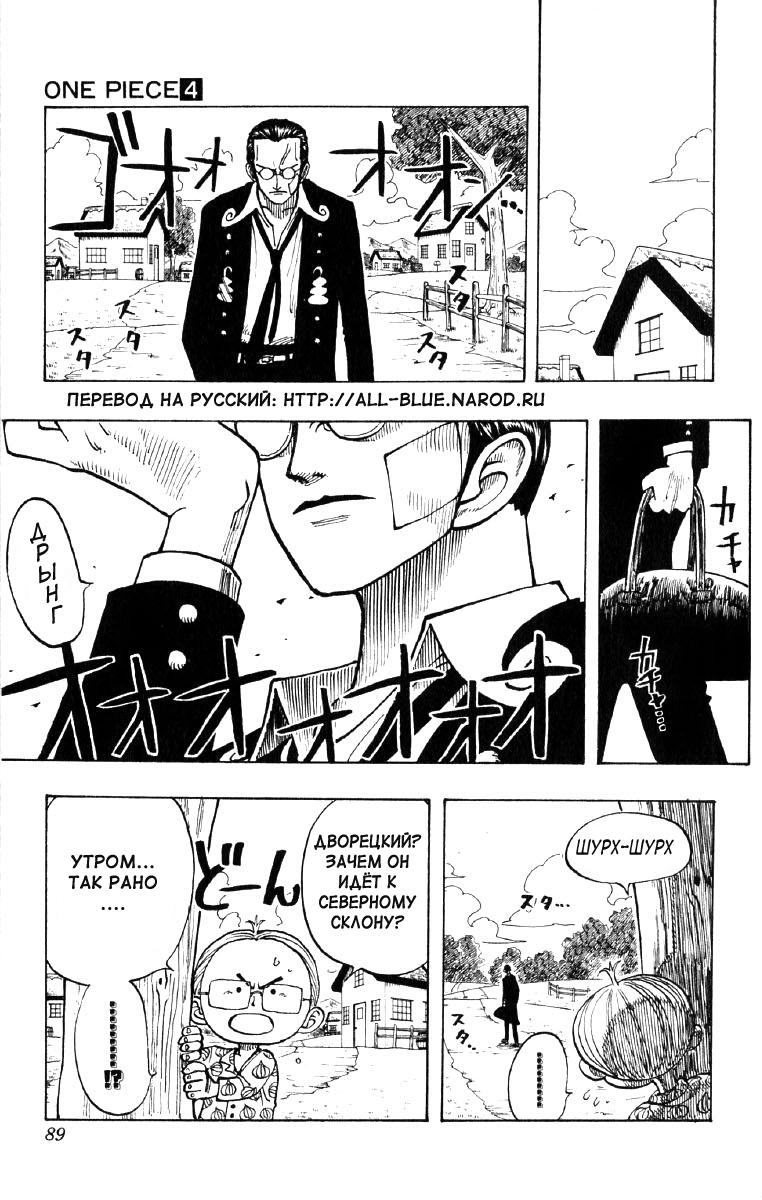 ONE PIECE 4
ゴオオオオオ…
スタ
スタ
スタ
スタ
ПЕРЕВОД НА РУССКИЙ: HTTP://ALL-BLUE.NAROD.RU
カチャ
カチャ…
ДРЫНГ
オオオオオオオ
ШУРХ-ШУРХ
スタ…
スタ…
..........
ДВОРЕЦКИЙ?
ЗАЧЕМ ОН
ИДЁТ К
СЕВЕРНОМУ
СКЛОНУ?
どーん
УТРОМ...
ТАК РАНО
....
..........!?
89